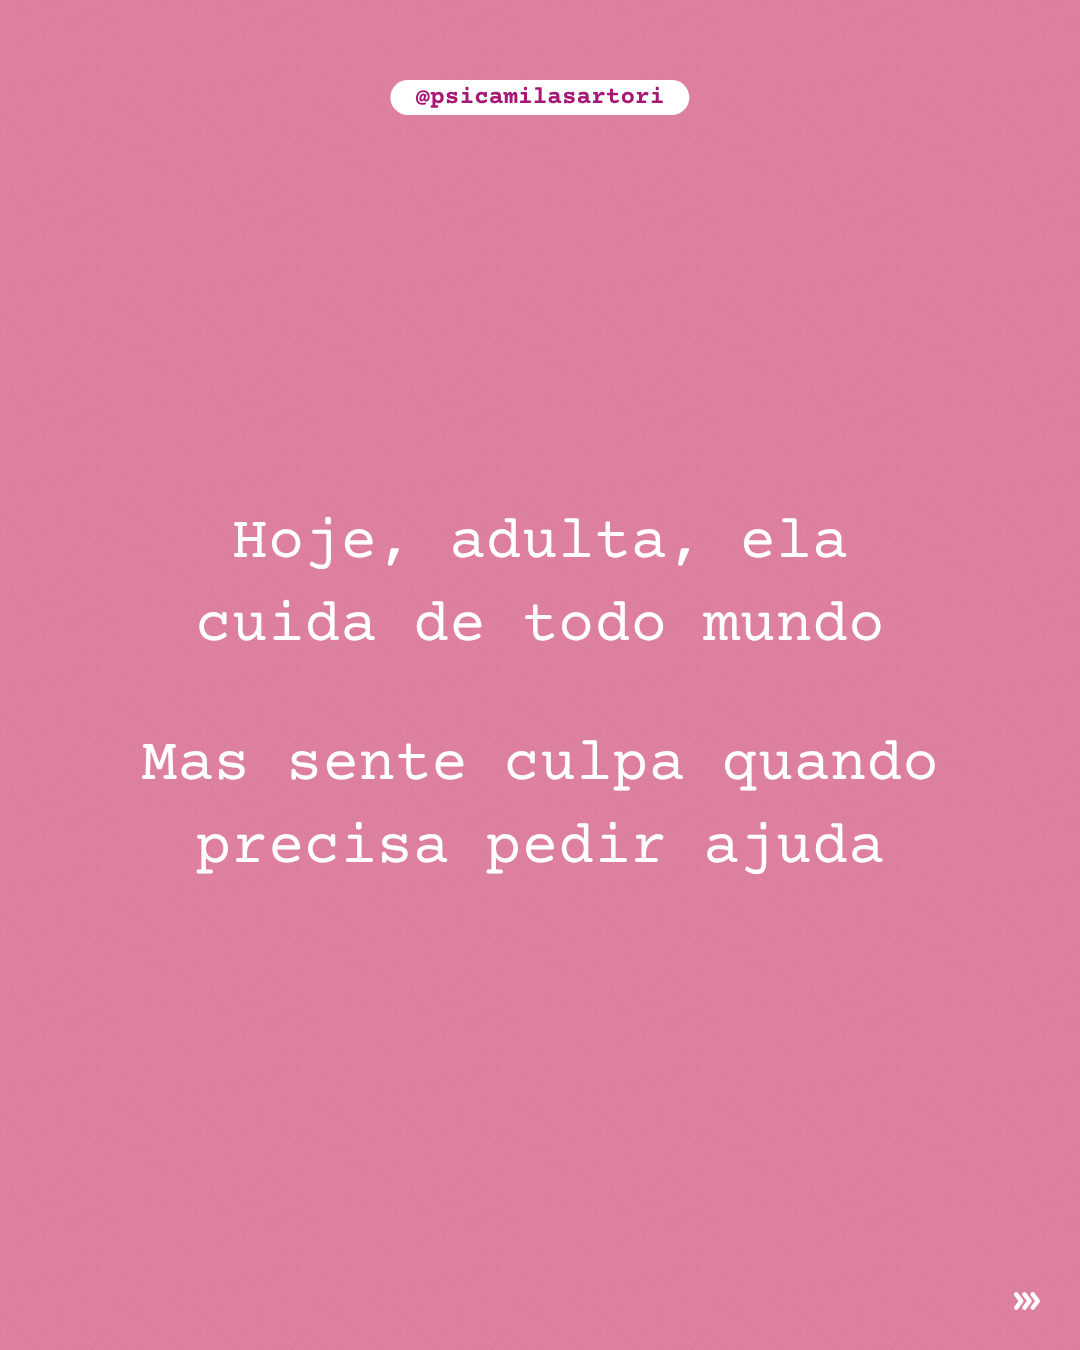 @psicamilasartori
Hoje, adulta, ela
cuida de todo mundo
Mas sente culpa quando
precisa pedir ajuda